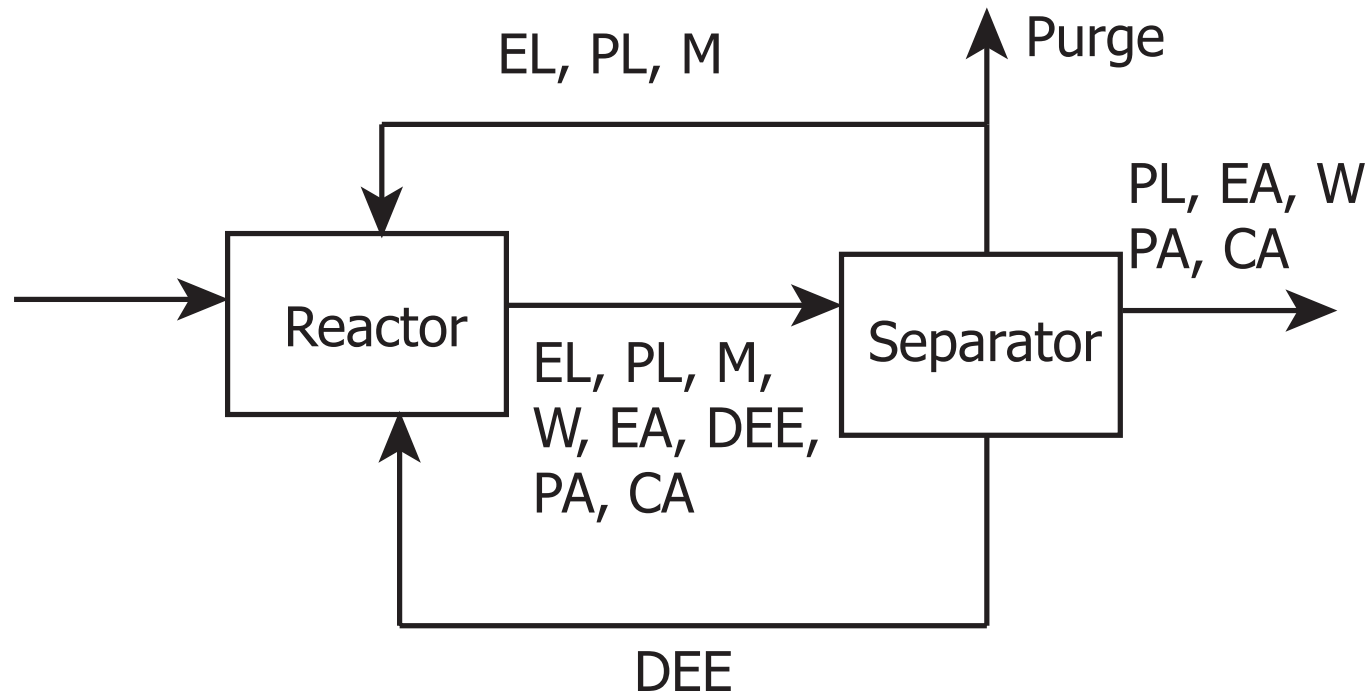 EL, PL, M
Purge
PL, EA, W
PA, CA
Reactor
Separator
EL, PL, M,
W, EA, DEE,
PA, CA
DEE